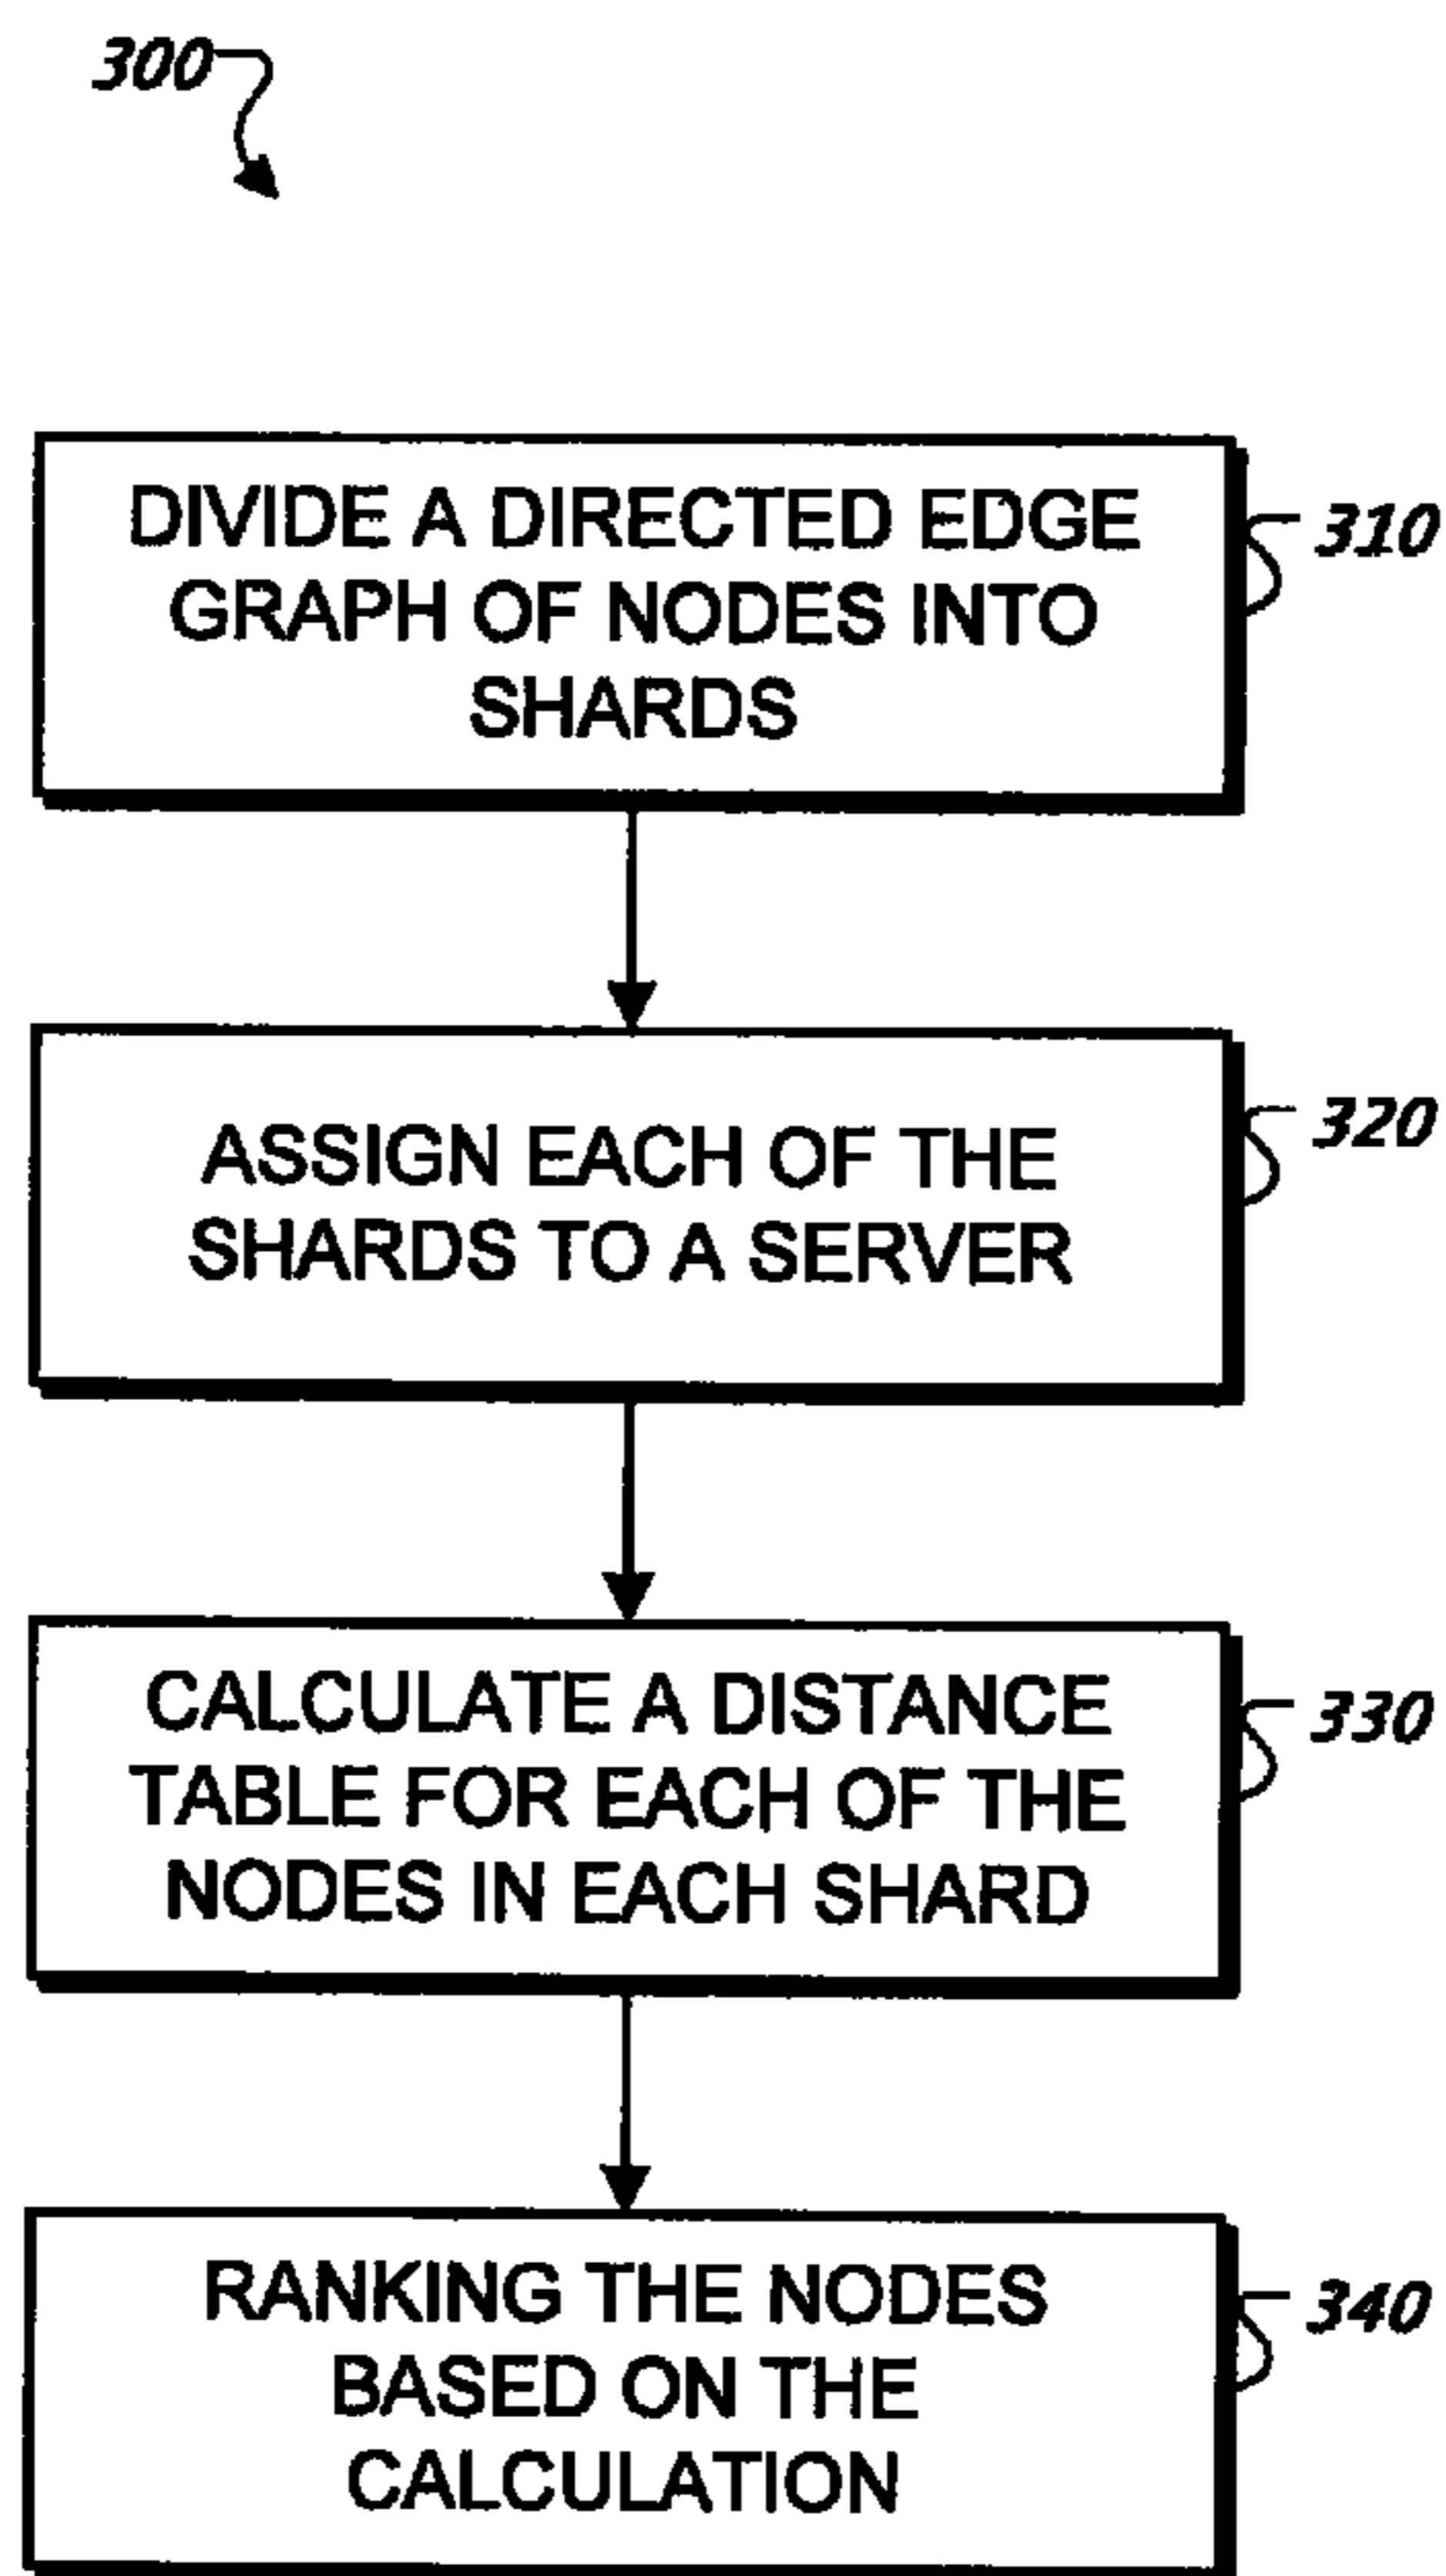 300
DIVIDE A DIRECTED EDGE
GRAPH OF NODES INTO
SHARDS
310
ASSIGN EACH OF THE
SHARDS TO A SERVER
320
CALCULATE A DISTANCE
TABLE FOR EACH OF THE
NODES IN EACH SHARD
330
RANKING THE NODES
BASED ON THE
CALCULATION
340